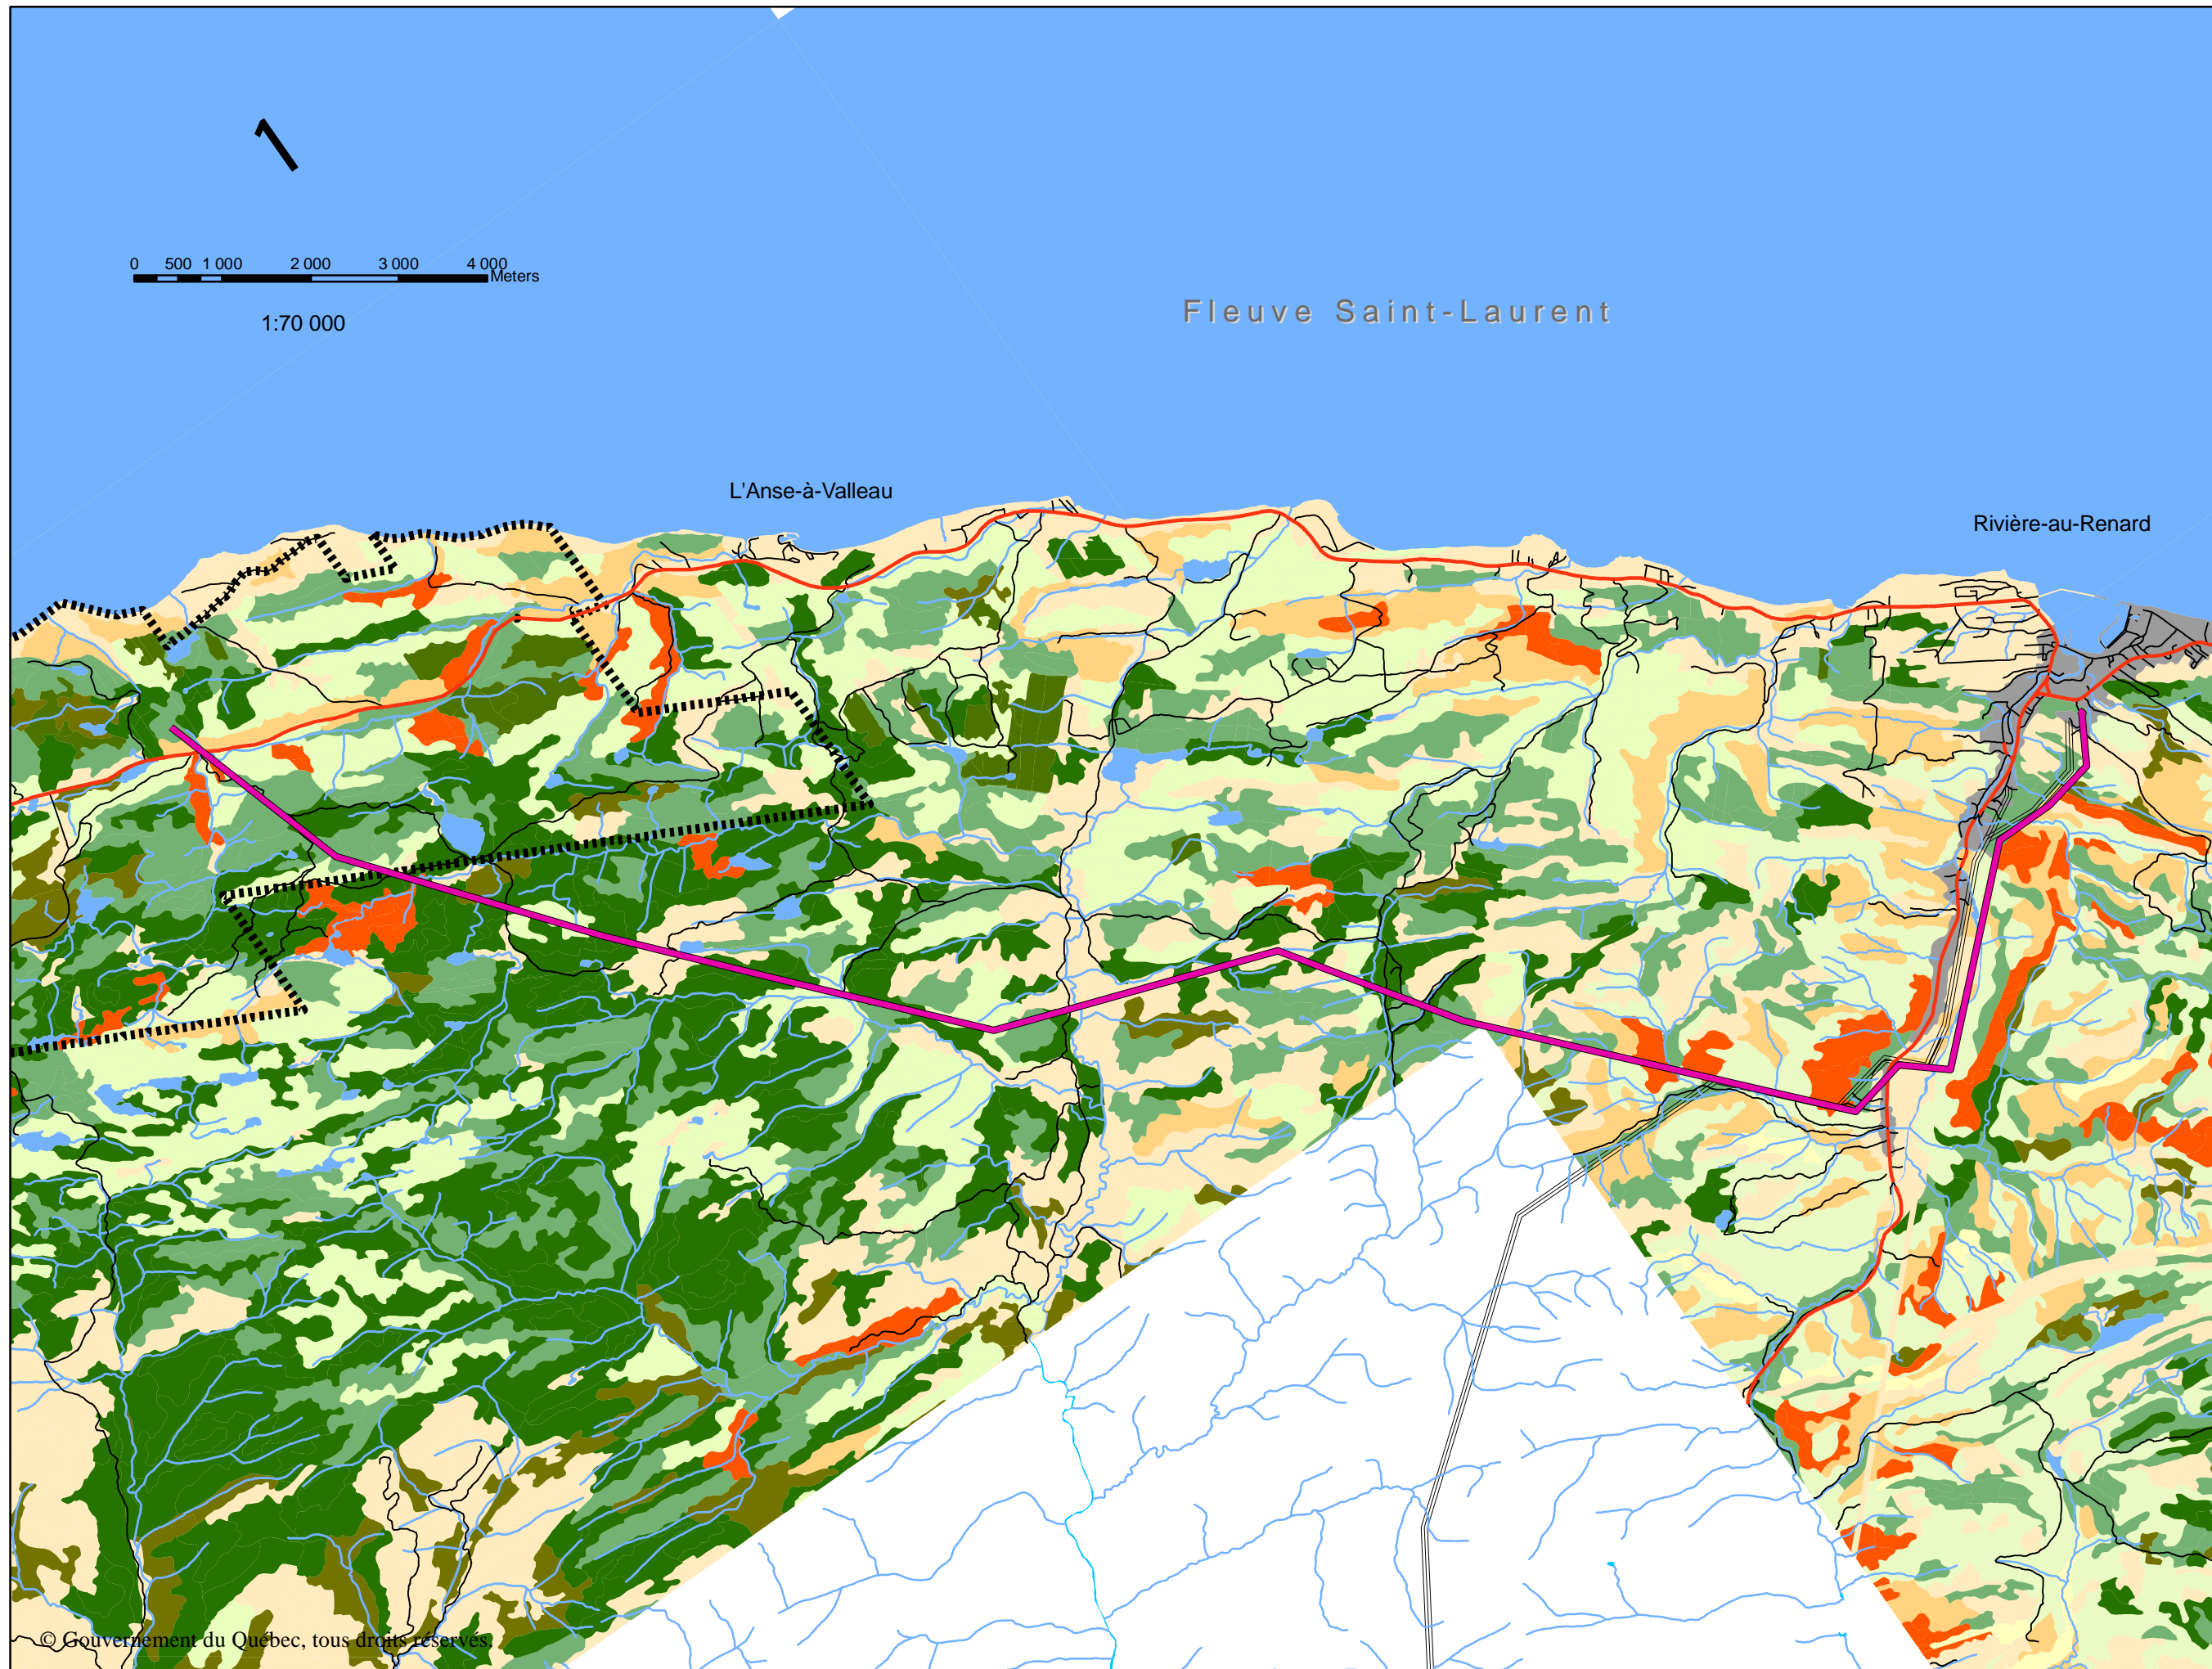 0 500 1 000 2 000 3 000 4 000
Meters
1:70 000
Fleuve Saint-Laurent
L'Anse-à-Valleau
Rivière-au-Renard
© Gouvernement du Québec, tous droits réservés.